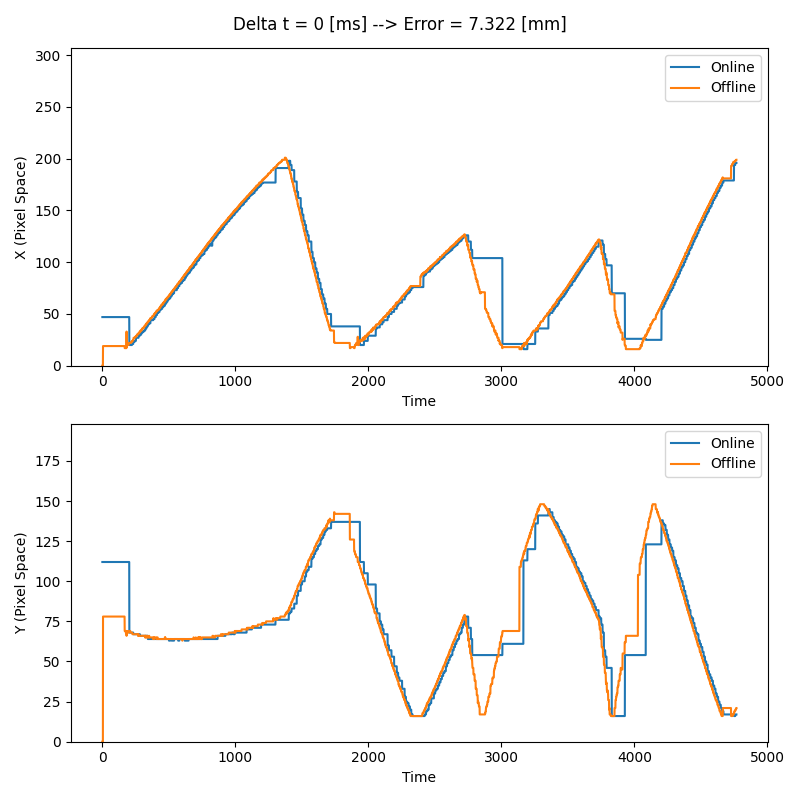 Delta t = 0 [ms] --> Error = 7.322 [mm]
300
250
200
150
100
50
0
X (Pixel Space)
Online
Offline
0 1000 2000 3000 4000 5000
Time
175
150
125
100
75
50
25
0
Y (Pixel Space)
Online
Offline
0 1000 2000 3000 4000 5000
Time